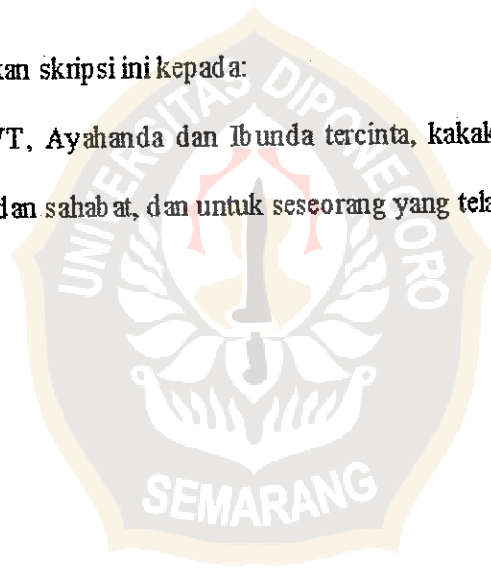 kan skripsi ini kepada:
VT, Ayahanda dan Ibunda tercinta, kakak
dan sahabat, dan untuk seseorang yang tela
UNIVERSITAS DIPONEGORO
SEMARANG